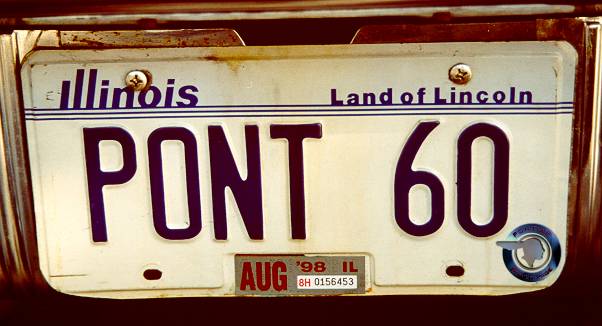 Illinois Land of Lincoln
PONT 60
AUG '98 IL
8H 0156453